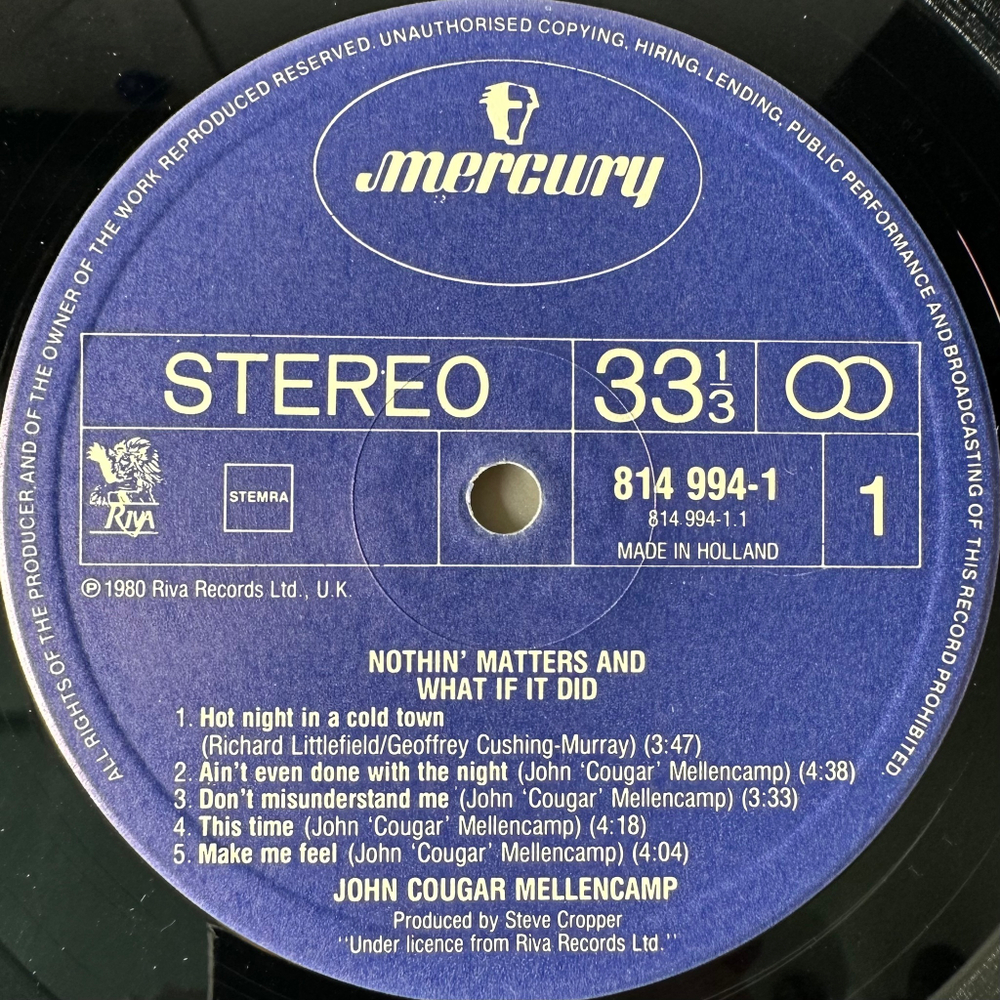 ALL RIGHTS OF THE PRODUCER AND OF THE OWNER OF THE WORK REPRODUCED RESERVED. UNAUTHORISED COPYING, HIRING, LENDING, PUBLIC PERFORMANCE AND BROADCASTING OF THIS RECORD PROHIBITED.
mercury
STEREO
33 1/3
RIVA
STEMRA
814 994-1
814 994-1.1
MADE IN HOLLAND
1
℗ 1980 Riva Records Ltd., U.K.
NOTHIN' MATTERS AND
WHAT IF IT DID
1. Hot night in a cold town
(Richard Littlefield/Geoffrey Cushing-Murray) (3:47)
2. Ain't even done with the night (John 'Cougar' Mellencamp) (4:38)
3. Don't misunderstand me (John 'Cougar' Mellencamp) (3:33)
4. This time (John 'Cougar' Mellencamp) (4:18)
5. Make me feel (John 'Cougar' Mellencamp) (4:04)
JOHN COUGAR MELLENCAMP
Produced by Steve Cropper
"Under licence from Riva Records Ltd."